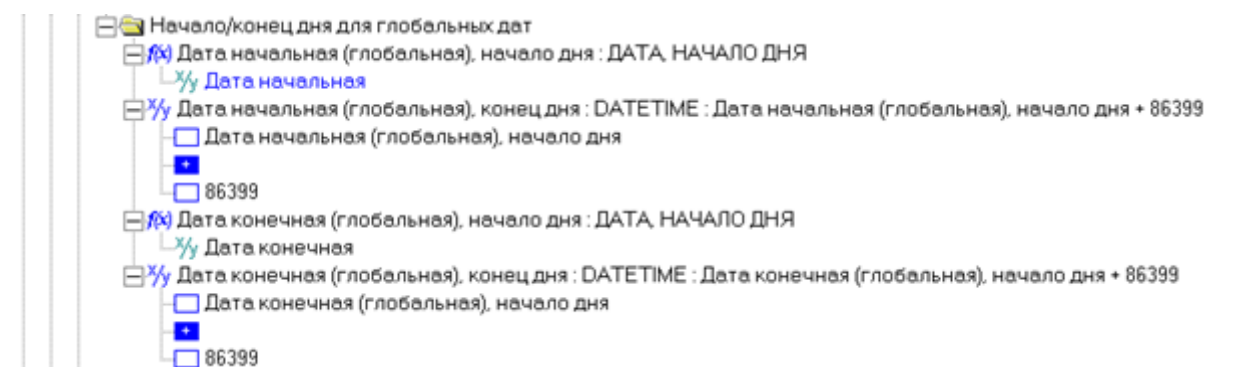 Начало/конец дня для глобальных дат
f(x) Дата начальная (глобальная), начало дня : ДАТА, НАЧАЛО ДНЯ
x/y Дата начальная
x/y Дата начальная (глобальная), конец дня : DATETIME : Дата начальная (глобальная), начало дня + 86399
Дата начальная (глобальная), начало дня
+
86399
f(x) Дата конечная (глобальная), начало дня : ДАТА, НАЧАЛО ДНЯ
x/y Дата конечная
x/y Дата конечная (глобальная), конец дня : DATETIME : Дата конечная (глобальная), начало дня + 86399
Дата конечная (глобальная), начало дня
+
86399